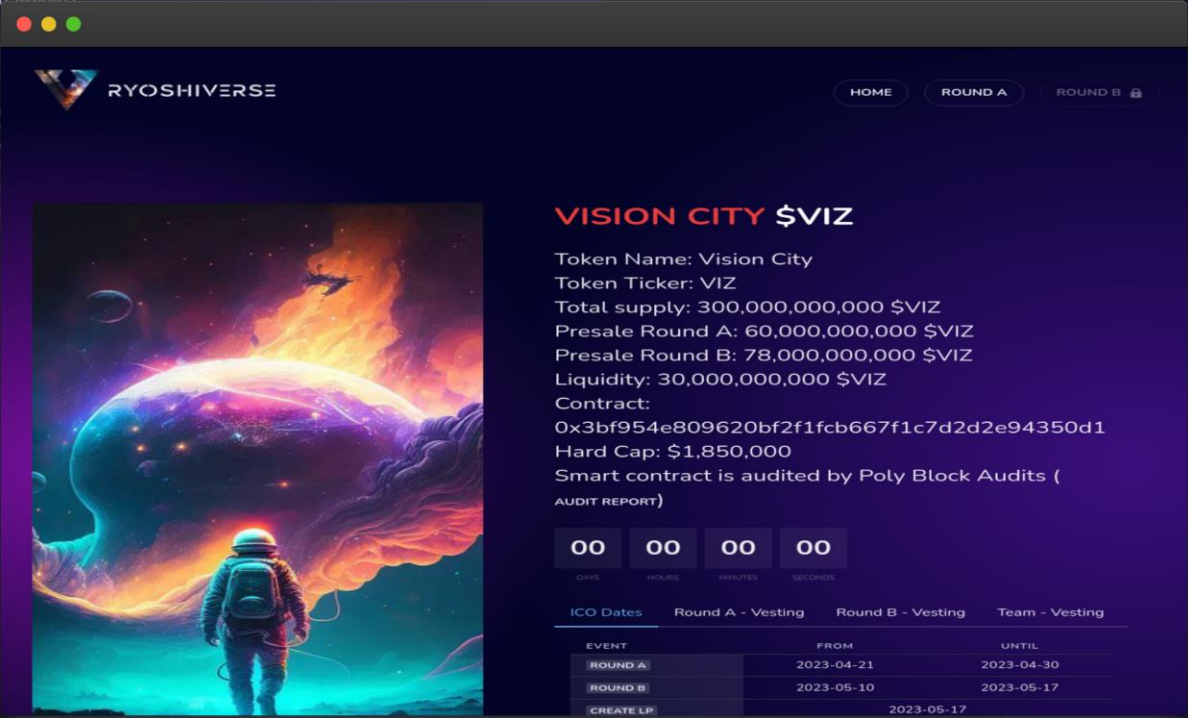 RYOSHIVERSE
HOME
ROUND A
ROUND B
VISION CITY $VIZ
Token Name: Vision City
Token Ticker: VIZ
Total supply: 300,000,000,000 $VIZ
Presale Round A: 60,000,000,000 $VIZ
Presale Round B: 78,000,000,000 $VIZ
Liquidity: 30,000,000,000 $VIZ
Contract:
0x3bf954e809620bf2f1fcb667f1c7d2d2e94350d1
Hard Cap: $1,850,000
Smart contract is audited by Poly Block Audits (
AUDIT REPORT)
00 00 00 00
DAYS HOURS MINUTES SECONDS
ICO Dates Round A - Vesting Round B - Vesting Team - Vesting
EVENT FROM UNTIL
ROUND A 2023-04-21 2023-04-30
ROUND B 2023-05-10 2023-05-17
CREATE LP 2023-05-17